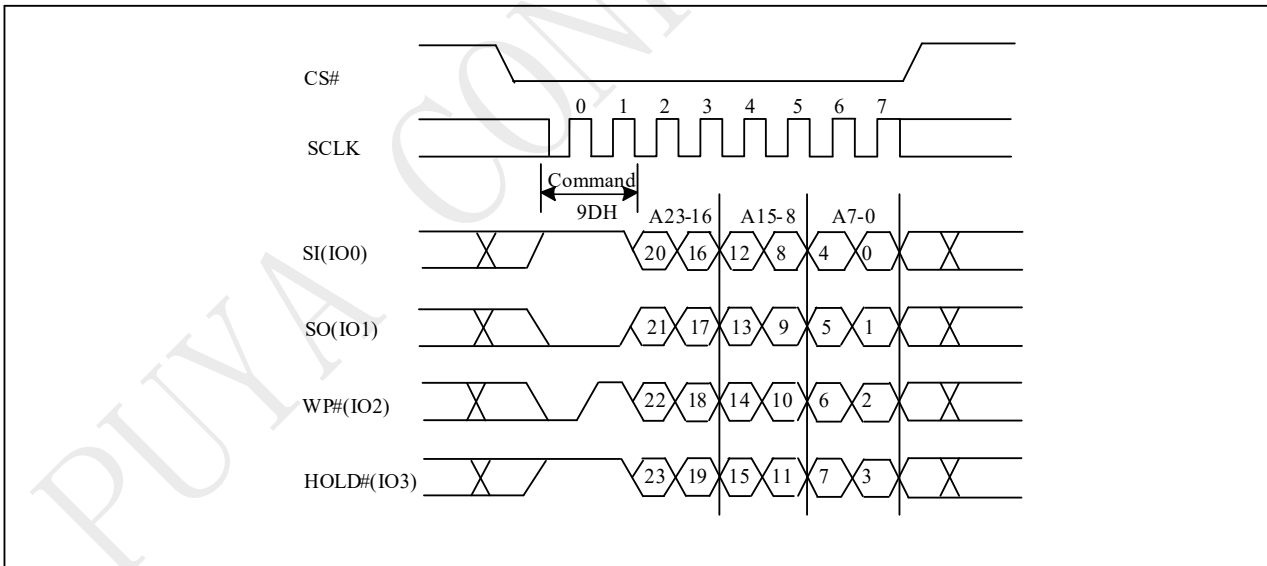 CS#
0 1 2 3 4 5 6 7
SCLK
Command
9DH
A23-16 A15-8 A7-0
SI(IO0) 20 16 12 8 4 0
SO(IO1) 21 17 13 9 5 1
WP#(IO2) 22 18 14 10 6 2
HOLD#(IO3) 23 19 15 11 7 3
PUYA CON